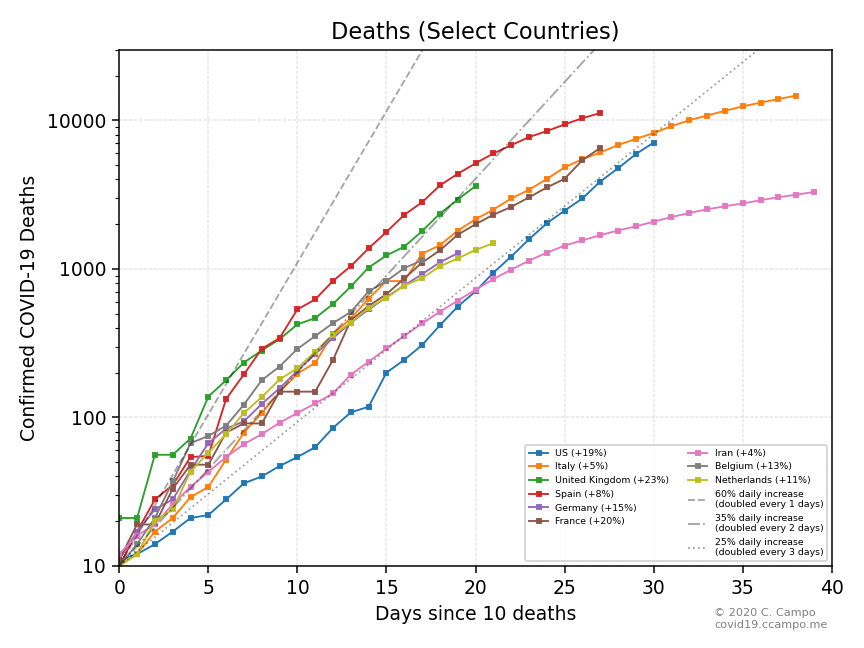 Deaths (Select Countries)
Confirmed COVID-19 Deaths
10000
1000
100
10
0
5
10
15
20
25
30
35
40
Days since 10 deaths
US (+19%)
Italy (+5%)
United Kingdom (+23%)
Spain (+8%)
Germany (+15%)
France (+20%)
Iran (+4%)
Belgium (+13%)
Netherlands (+11%)
60% daily increase
(doubled every 1 days)
35% daily increase
(doubled every 2 days)
25% daily increase
(doubled every 3 days)
© 2020 C. Campo
covid19.ccampo.me